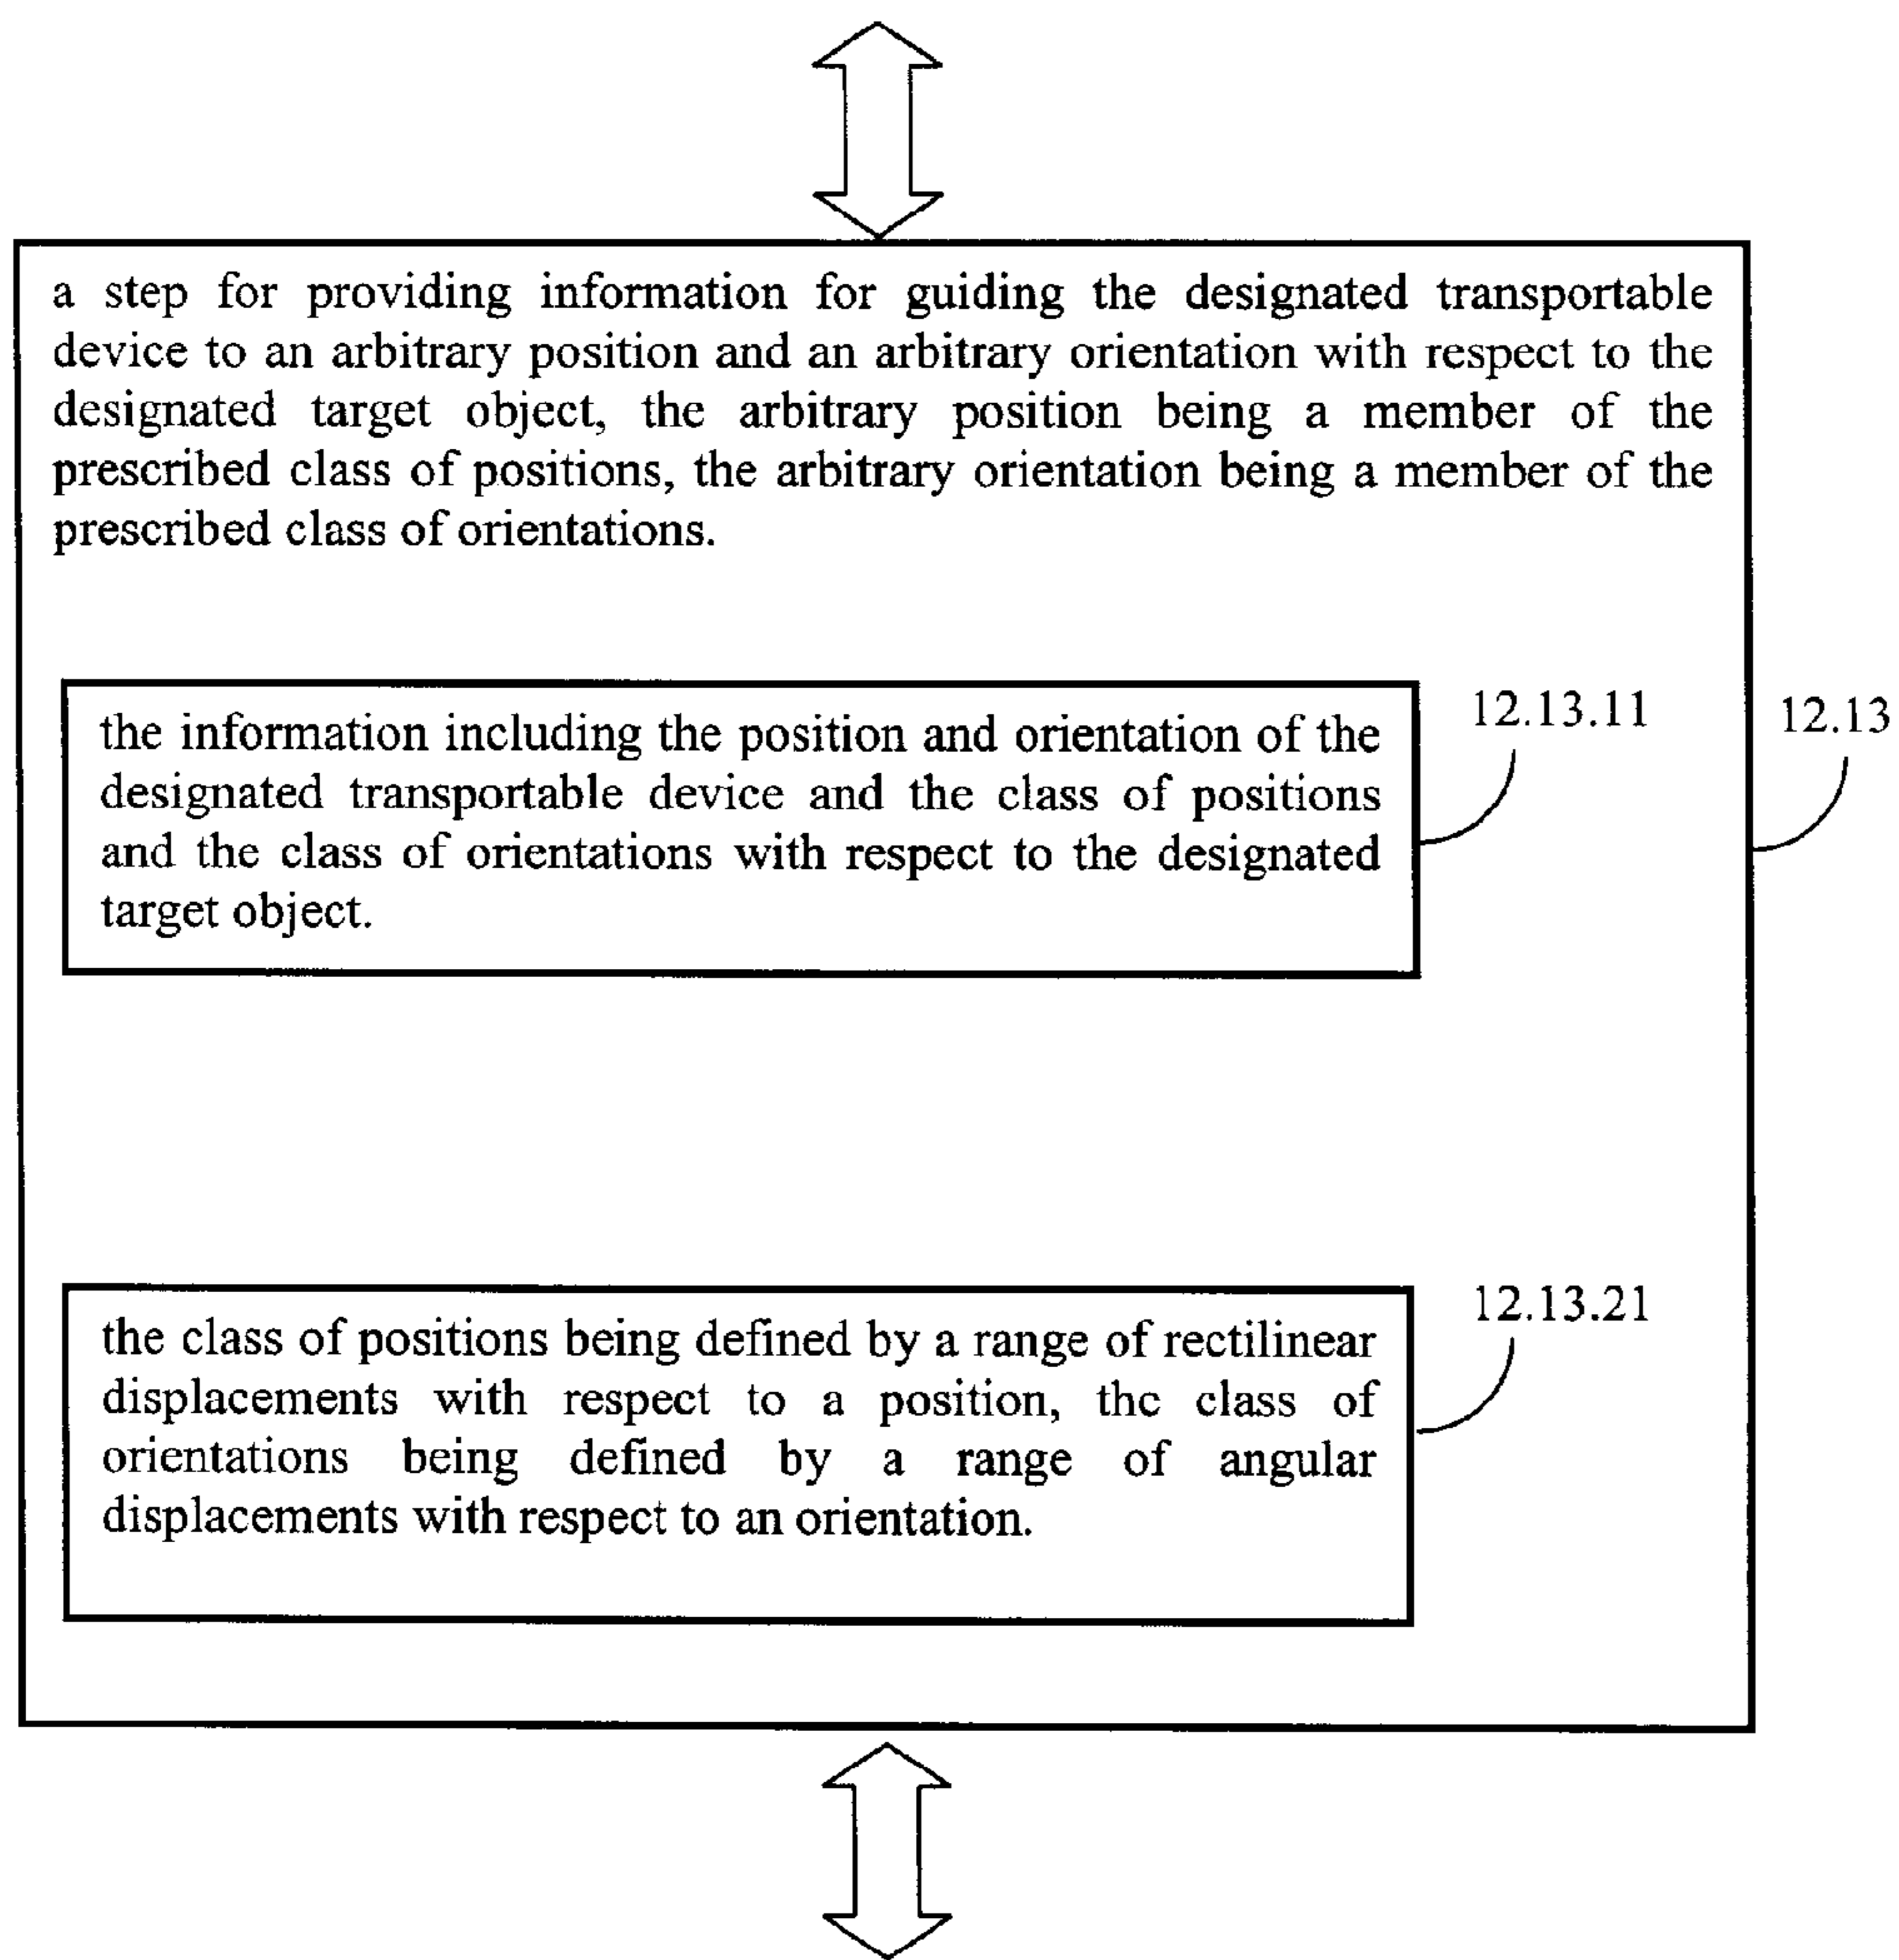 a step for providing information for guiding the designated transportable
device to an arbitrary position and an arbitrary orientation with respect to the
designated target object, the arbitrary position being a member of the
prescribed class of positions, the arbitrary orientation being a member of the
prescribed class of orientations.
12.13.11
12.13
the information including the position and orientation of the
designated transportable device and the class of positions
and the class of orientations with respect to the designated
target object.
12.13.21
the class of positions being defined by a range of rectilinear
displacements with respect to a position, the class of
orientations being defined by a range of angular
displacements with respect to an orientation.